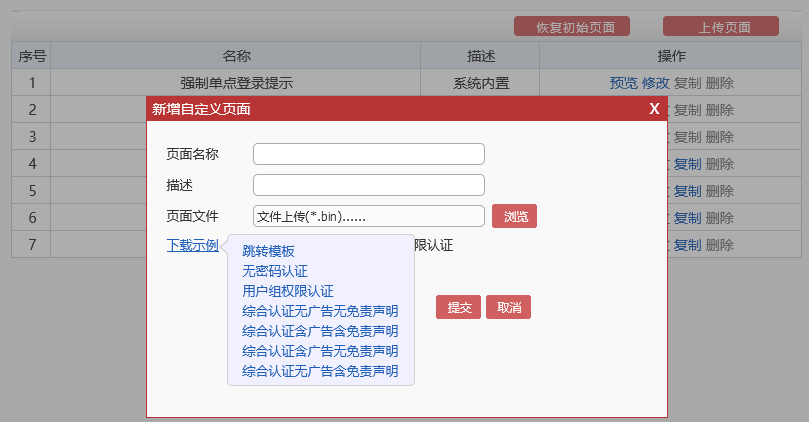 恢复初始页面 上传页面
序号 名称 描述 操作
1 强制单点登录提示 系统内置 预览 修改 复制 删除
新增自定义页面 X
2 复制 删除
页面名称
3 复制 删除
4 复制 删除
描述
5 复制 删除
页面文件 文件上传(*.bin)...... 浏览
6 复制 删除
下载示例 限认证
7 复制 删除
跳转模板
无密码认证
用户组权限认证
综合认证无广告无免责声明
提交 取消
综合认证含广告含免责声明
综合认证含广告无免责声明
综合认证无广告含免责声明